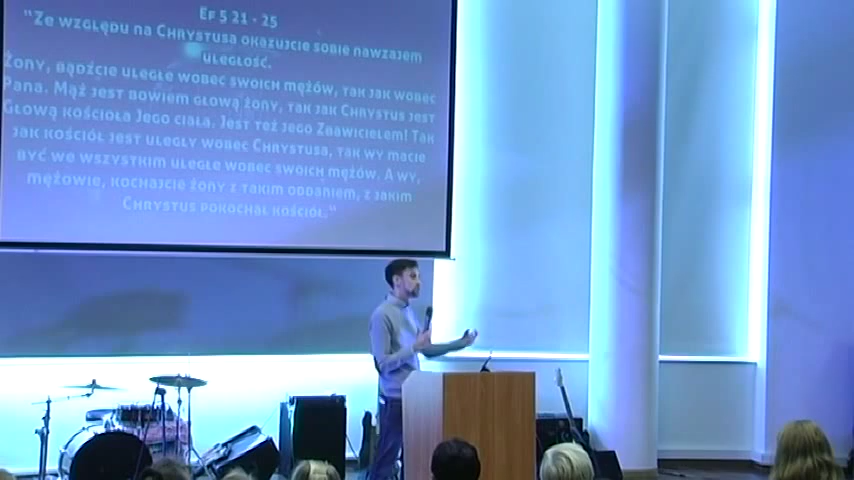 Ef 5 21 - 25
"Ze względu na Chrystusa okazujcie sobie nawzajem
uległość.
Żony, bądźcie uległe wobec swoich mężów, tak jak wobec
Pana. Mąż jest bowiem głową żony, tak jak Chrystus jest
Głową kościoła Jego ciała. Jest też jego Zbawicielem! Tak
jak kościół jest uległy wobec Chrystusa, tak wy macie
być we wszystkim uległe wobec swoich mężów. A wy,
mężowie, kochajcie żony z takim oddaniem, z jakim
Chrystus pokochał kościół."